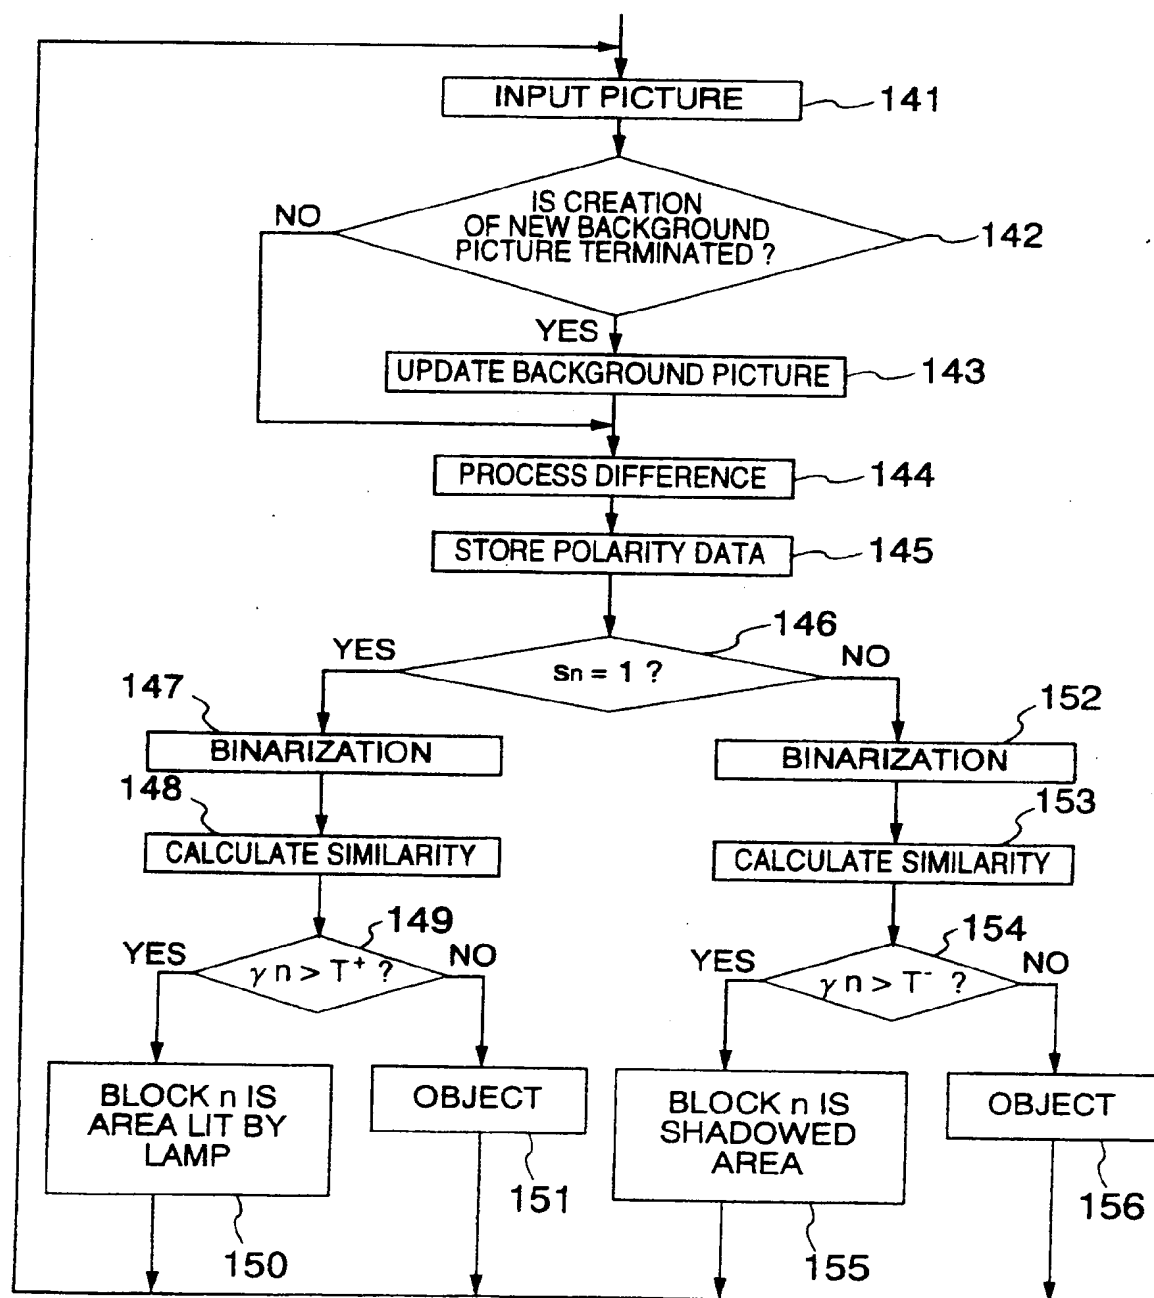 INPUT PICTURE
141
IS CREATION
OF NEW BACKGROUND
PICTURE TERMINATED ?
NO
142
YES
UPDATE BACKGROUND PICTURE
143
PROCESS DIFFERENCE
144
STORE POLARITY DATA
145
146
YES
sn = 1 ?
NO
147
BINARIZATION
152
BINARIZATION
148
CALCULATE SIMILARITY
153
CALCULATE SIMILARITY
149
YES
γ n > T⁺ ?
NO
154
YES
γ n > T⁻ ?
NO
BLOCK n IS
AREA LIT BY
LAMP
150
OBJECT
151
BLOCK n IS
SHADOWED
AREA
155
OBJECT
156